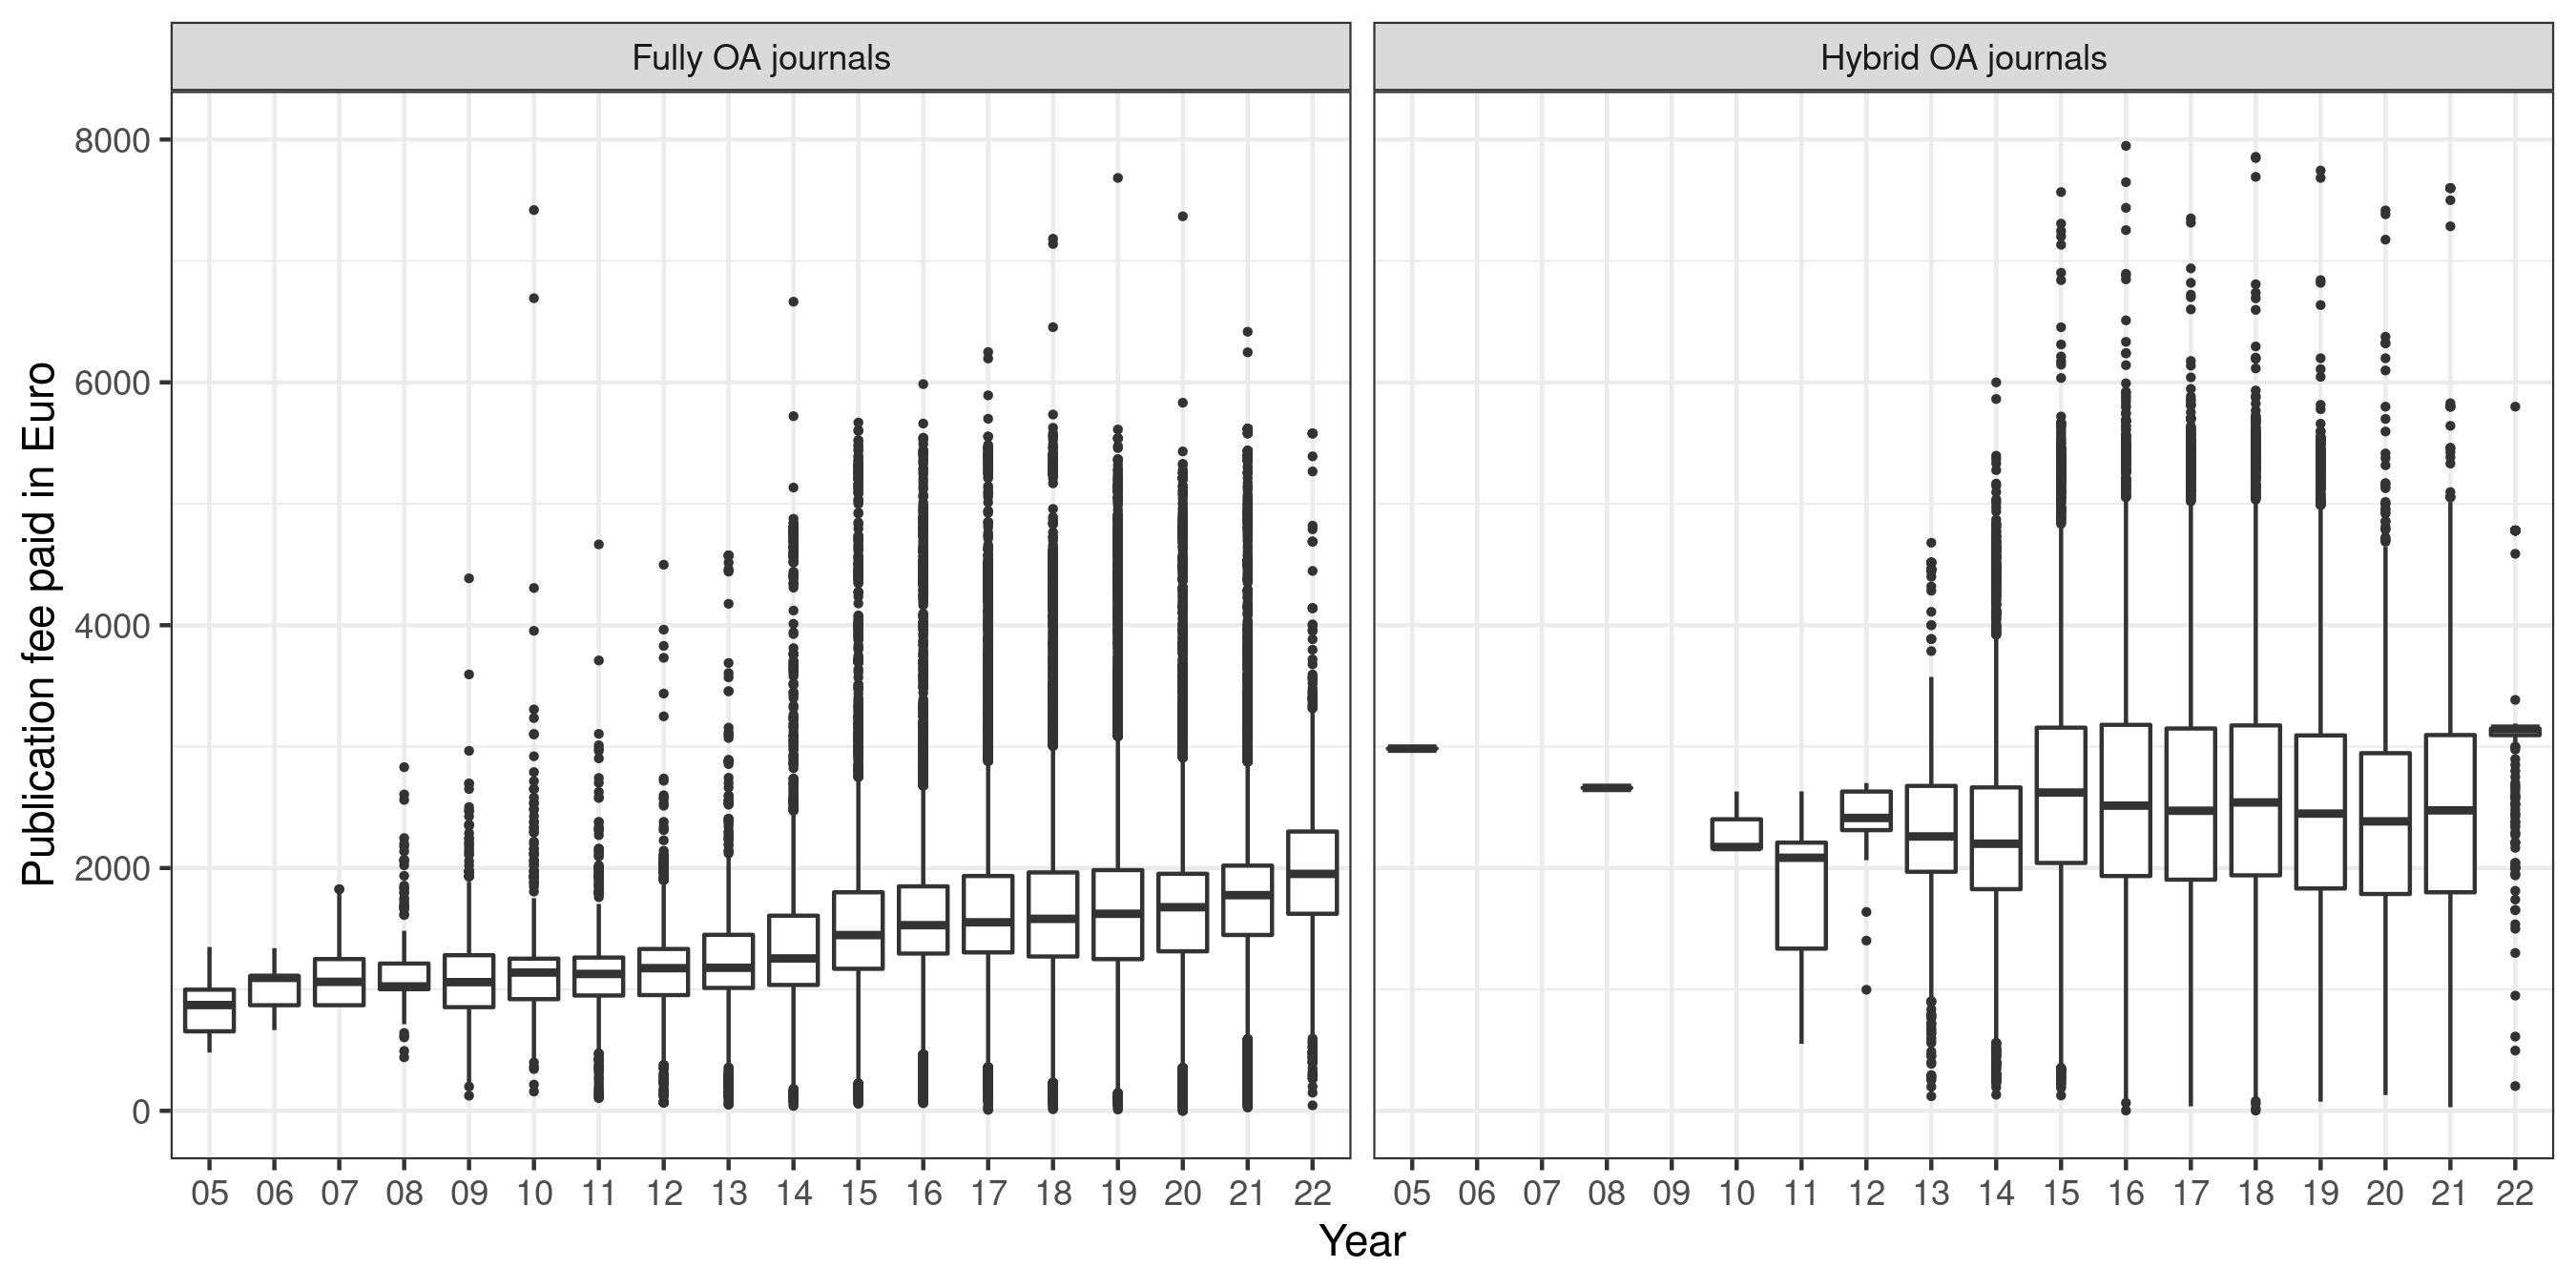 Fully OA journals
Hybrid OA journals
Publication fee paid in Euro
8000
6000
4000
2000
0
05 06 07 08 09 10 11 12 13 14 15 16 17 18 19 20 21 22
05 06 07 08 09 10 11 12 13 14 15 16 17 18 19 20 21 22
Year